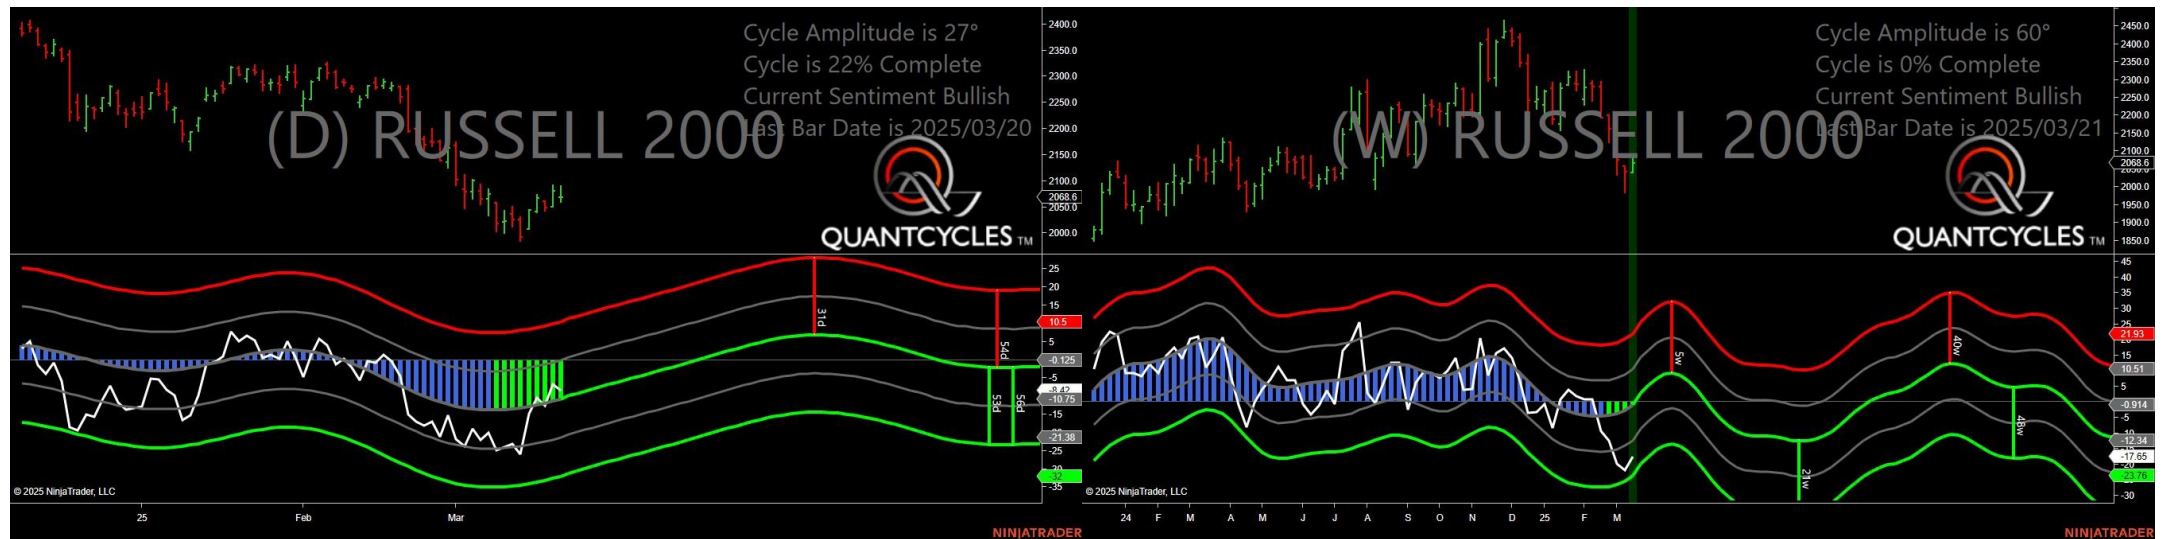 Cycle Amplitude is 27°
Cycle is 22% Complete
Current Sentiment Bullish
Last Bar Date is 2025/03/20
(D) RUSSELL 2000
QUANTCYCLES TM
2400.0
2350.0
2300.0
2250.0
2200.0
2150.0
2100.0
2068.6
2050.0
2000.0
25
20
15
10.5
5
-0.125
-5
-8.42
-10.75
-15
-21.38
-25
-32
-35
31d
54d
53d
56d
© 2025 NinjaTrader, LLC
25
Feb
Mar
NINJATRADER
Cycle Amplitude is 60°
Cycle is 0% Complete
Current Sentiment Bullish
Last Bar Date is 2025/03/21
(W) RUSSELL 2000
QUANTCYCLES TM
2450.0
2400.0
2350.0
2300.0
2250.0
2200.0
2150.0
2100.0
2068.6
2000.0
1950.0
1900.0
1850.0
45
40
35
30
25
21.93
15
10.51
5
-0.914
-5
-12.34
-17.65
-23.76
-30
5w
21w
40w
48w
© 2025 NinjaTrader, LLC
24 F M A M J J A S O N D 25 F M
NINJATRADER